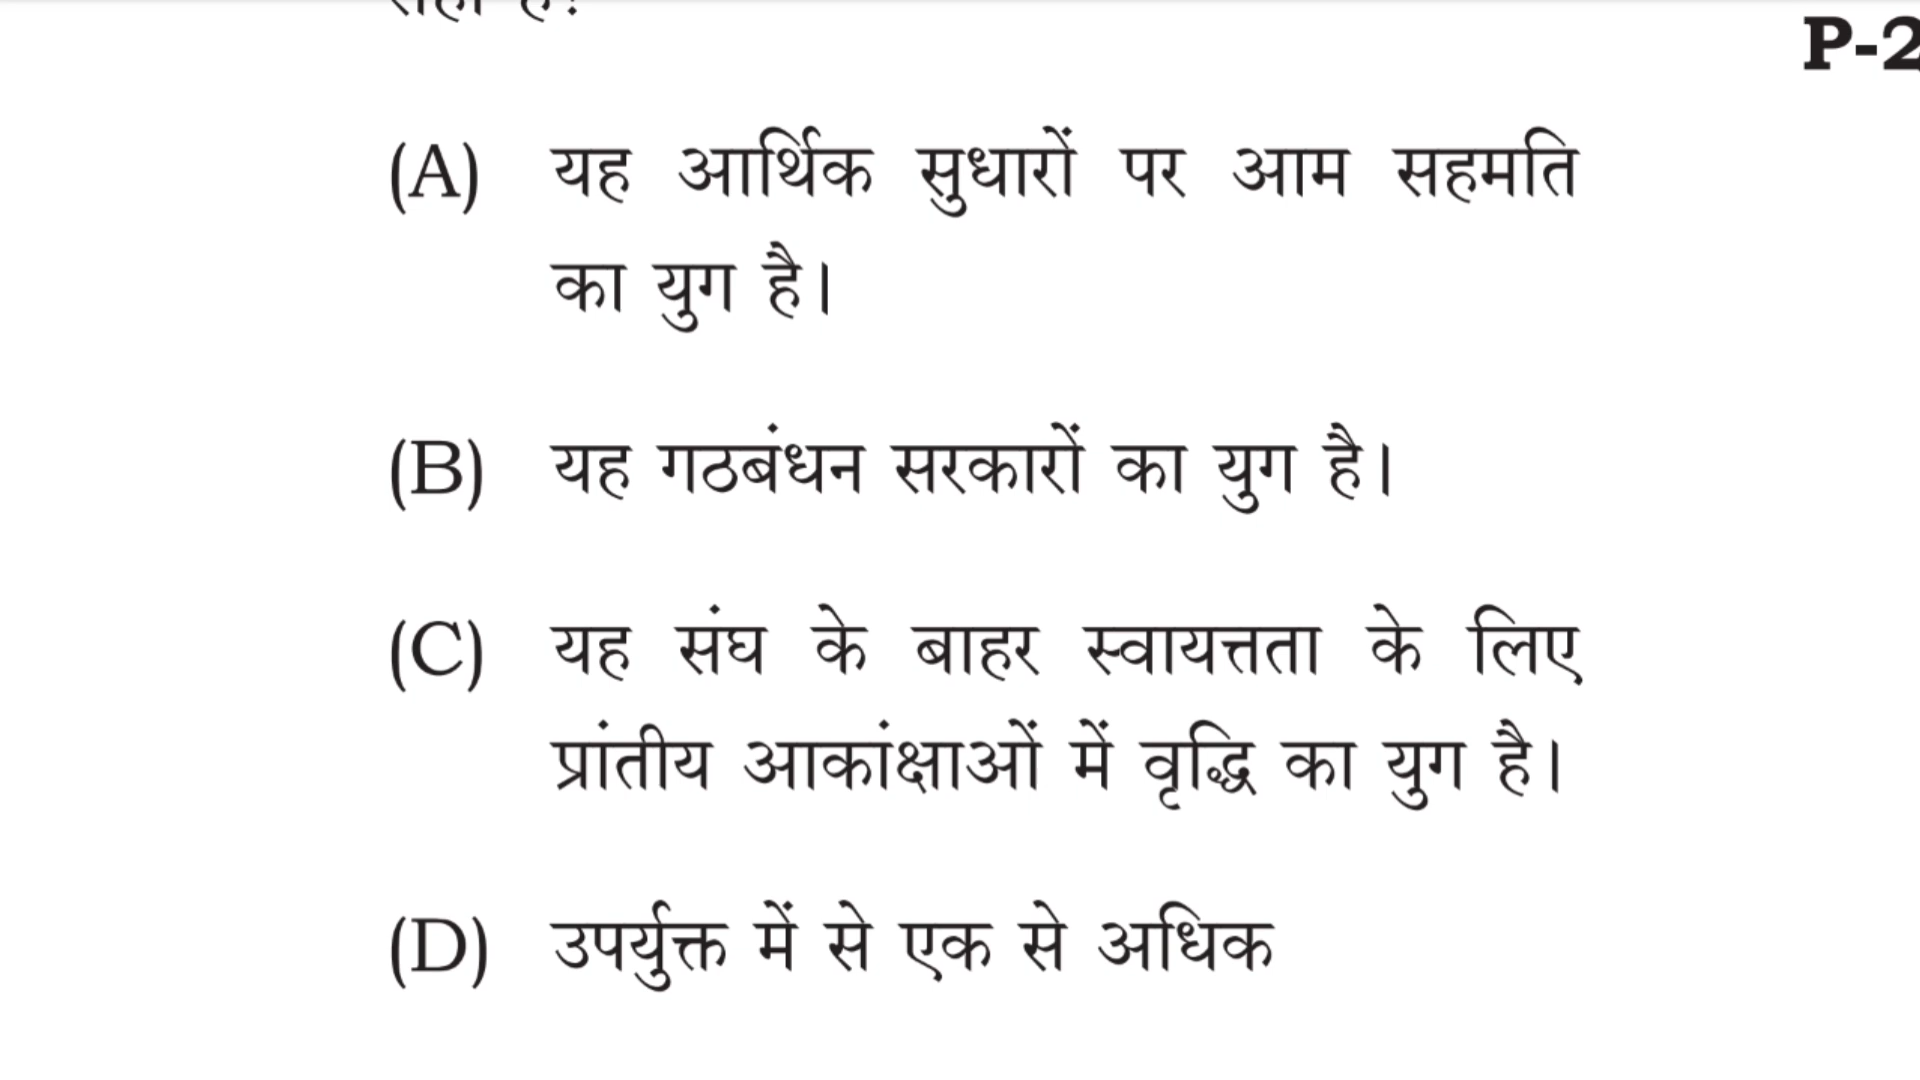 P-2
(A) यह आर्थिक सुधारों पर आम सहमति
का युग है।
(B) यह गठबंधन सरकारों का युग है।
(C) यह संघ के बाहर स्वायत्तता के लिए
प्रांतीय आकांक्षाओं में वृद्धि का युग है।
(D) उपर्युक्त में से एक से अधिक